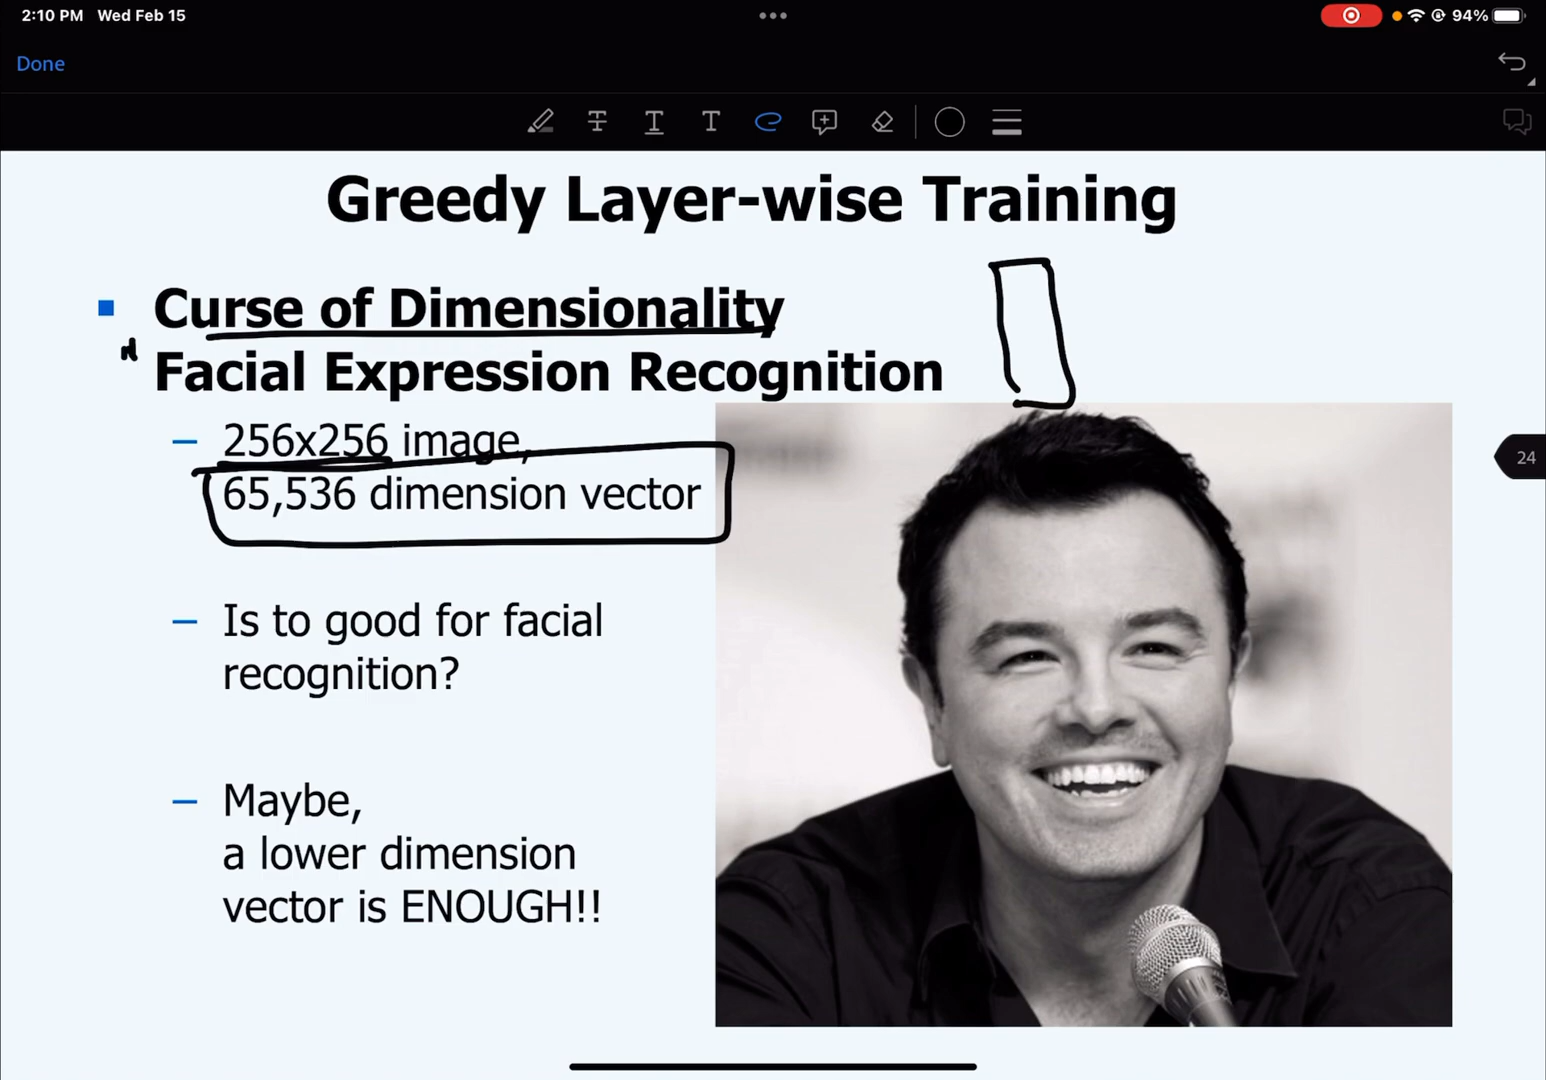 2:10 PM Wed Feb 15
94%
Done
Greedy Layer-wise Training
Curse of Dimensionality
Facial Expression Recognition
256x256 image,
65,536 dimension vector
24
Is to good for facial
recognition?
Maybe,
a lower dimension
vector is ENOUGH!!